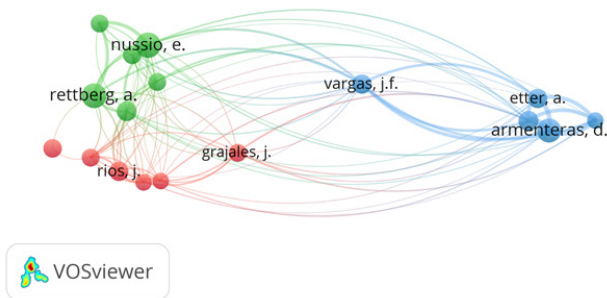 nussio, e.
rettberg, a.
vargas, j.f.
etter, a.
armenteras, d.
grajales, j.
rios, j.
VOSviewer